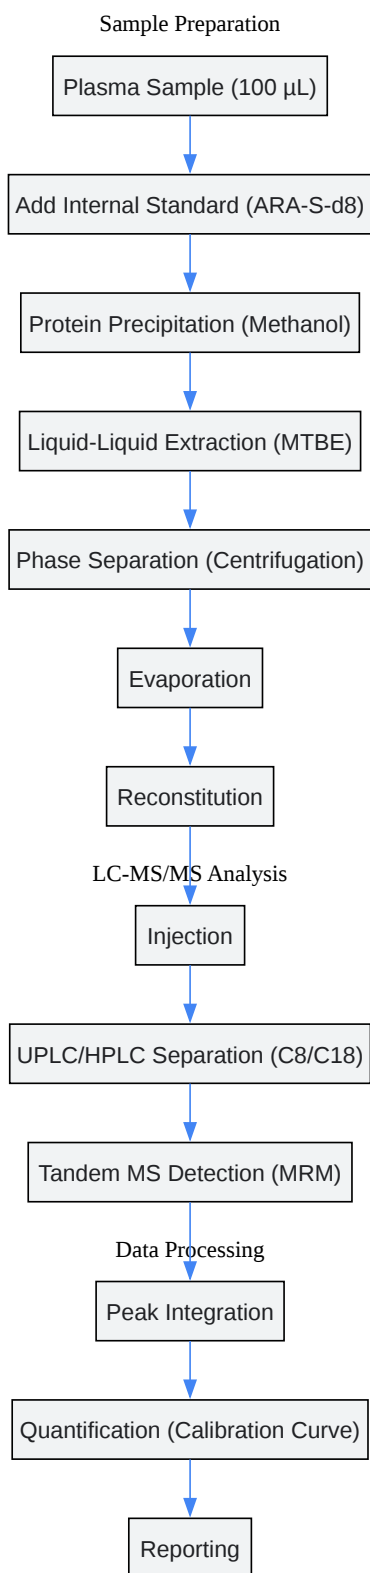 Sample Preparation
Plasma Sample (100 µL)
Add Internal Standard (ARA-S-d8)
Protein Precipitation (Methanol)
Liquid-Liquid Extraction (MTBE)
Phase Separation (Centrifugation)
Evaporation
Reconstitution
LC-MS/MS Analysis
Injection
UPLC/HPLC Separation (C8/C18)
Tandem MS Detection (MRM)
Data Processing
Peak Integration
Quantification (Calibration Curve)
Reporting